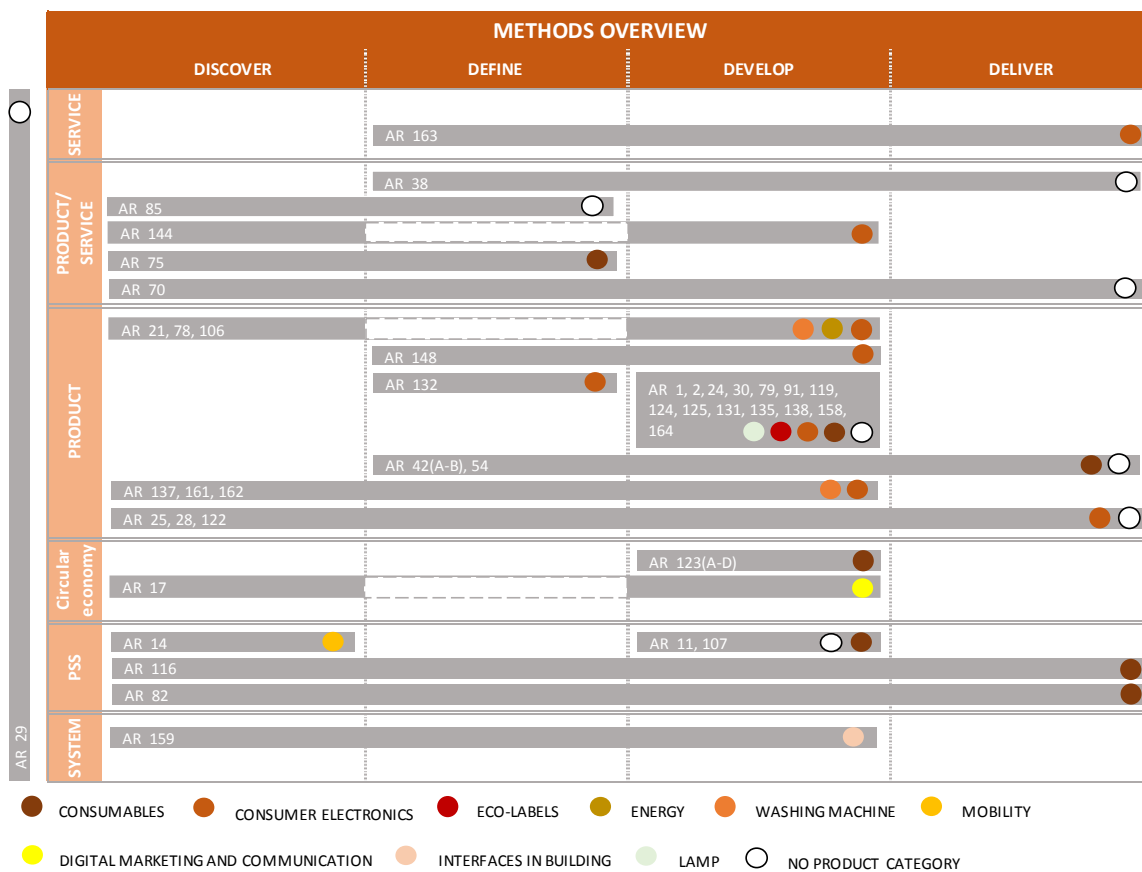 METHODS OVERVIEW
DISCOVER DEFINE DEVELOP DELIVER
AR 29
SERVICE
AR 163
PRODUCT/
SERVICE
AR 38
AR 85
AR 144
AR 75
AR 70
PRODUCT
AR 21, 78, 106
AR 148
AR 132
AR 1, 2, 24, 30, 79, 91, 119,
124, 125, 131, 135, 138, 158,
164
AR 42(A-B), 54
AR 137, 161, 162
AR 25, 28, 122
Circular
economy
AR 123(A-D)
AR 17
PSS
AR 14
AR 11, 107
AR 116
AR 82
SYSTEM
AR 159
CONSUMABLES
CONSUMER ELECTRONICS
ECO-LABELS
ENERGY
WASHING MACHINE
MOBILITY
DIGITAL MARKETING AND COMMUNICATION
INTERFACES IN BUILDING
LAMP
NO PRODUCT CATEGORY